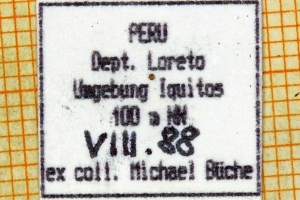 PERU
Dept. Loreto
Umgebung Iquitos
100 m NN
VIII.88
ex coll. Michael Büche